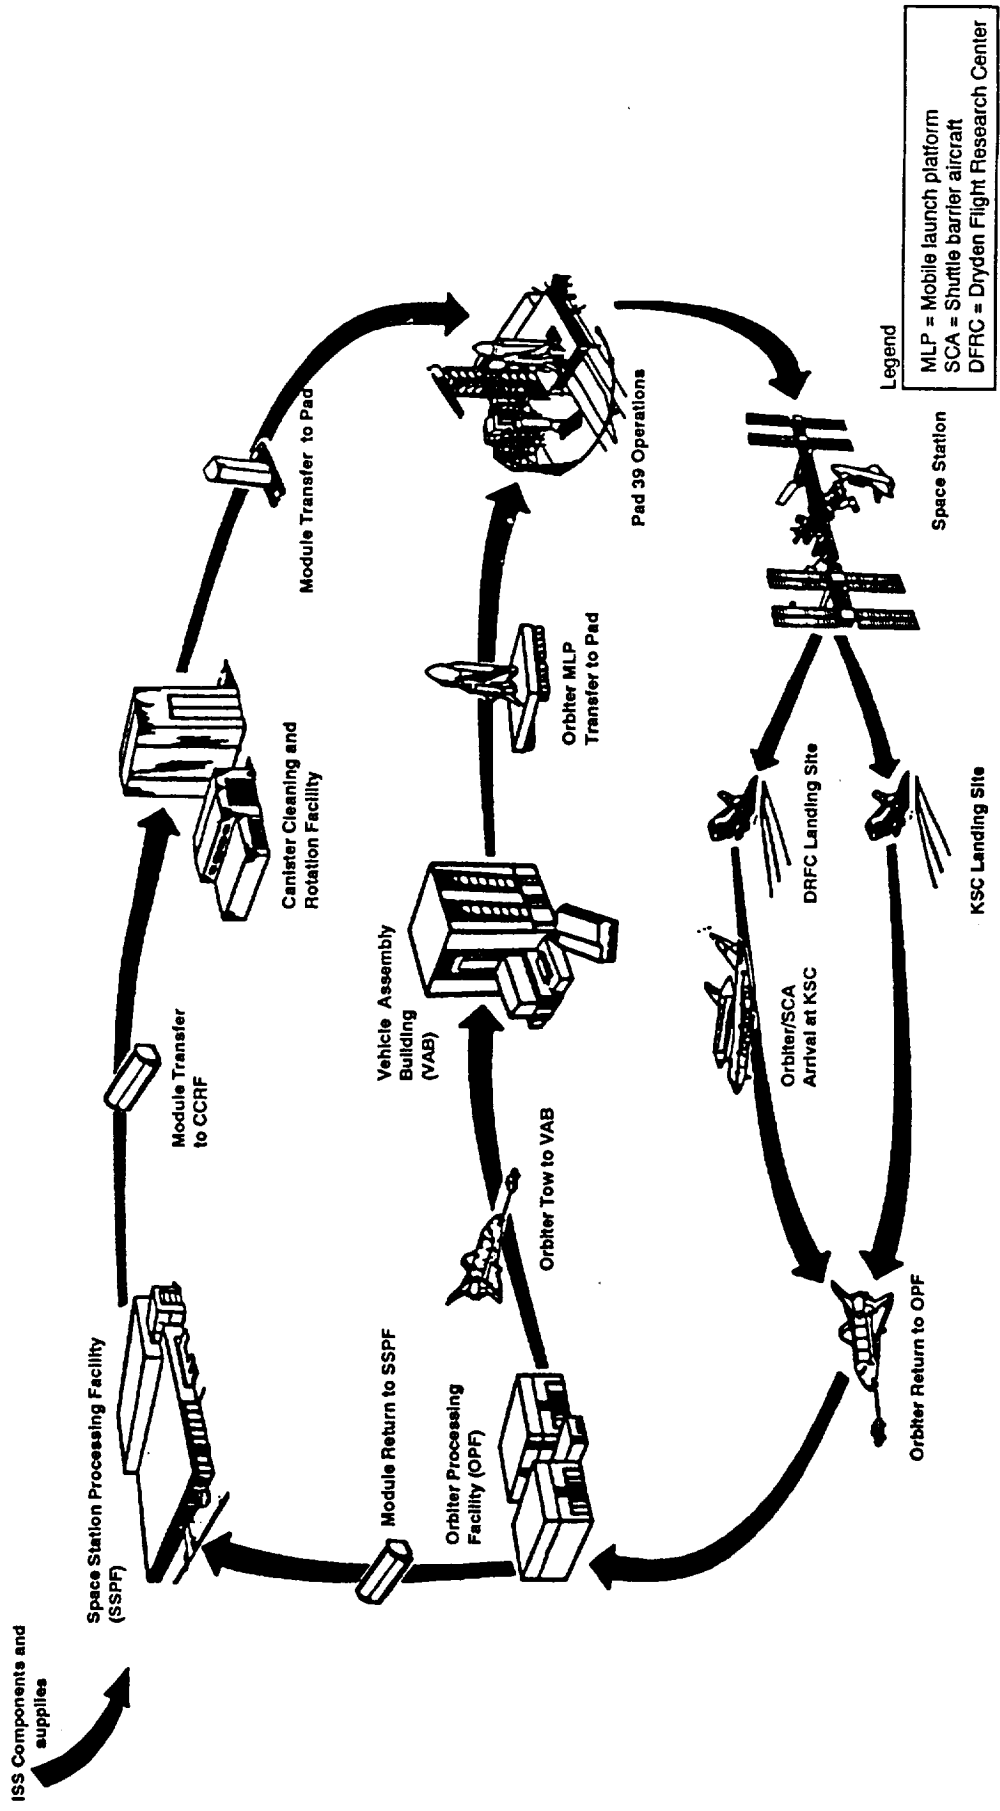 ISS Components and
supplies
Space Station Processing Facility
(SSPF)
Module Transfer
to CCRF
Canister Cleaning and
Rotation Facility
Module Transfer to Pad
Module Return to SSPF
Orbiter Processing
Facility (OPF)
Orbiter Tow to VAB
Vehicle Assembly
Building
(VAB)
Orbiter MLP
Transfer to Pad
Pad 39 Operations
Orbiter Return to OPF
Orbiter/SCA
Arrival at KSC
DRFC Landing Site
KSC Landing Site
Space Station
Legend
MLP = Mobile launch platform
SCA = Shuttle barrier aircraft
DFRC = Dryden Flight Research Center